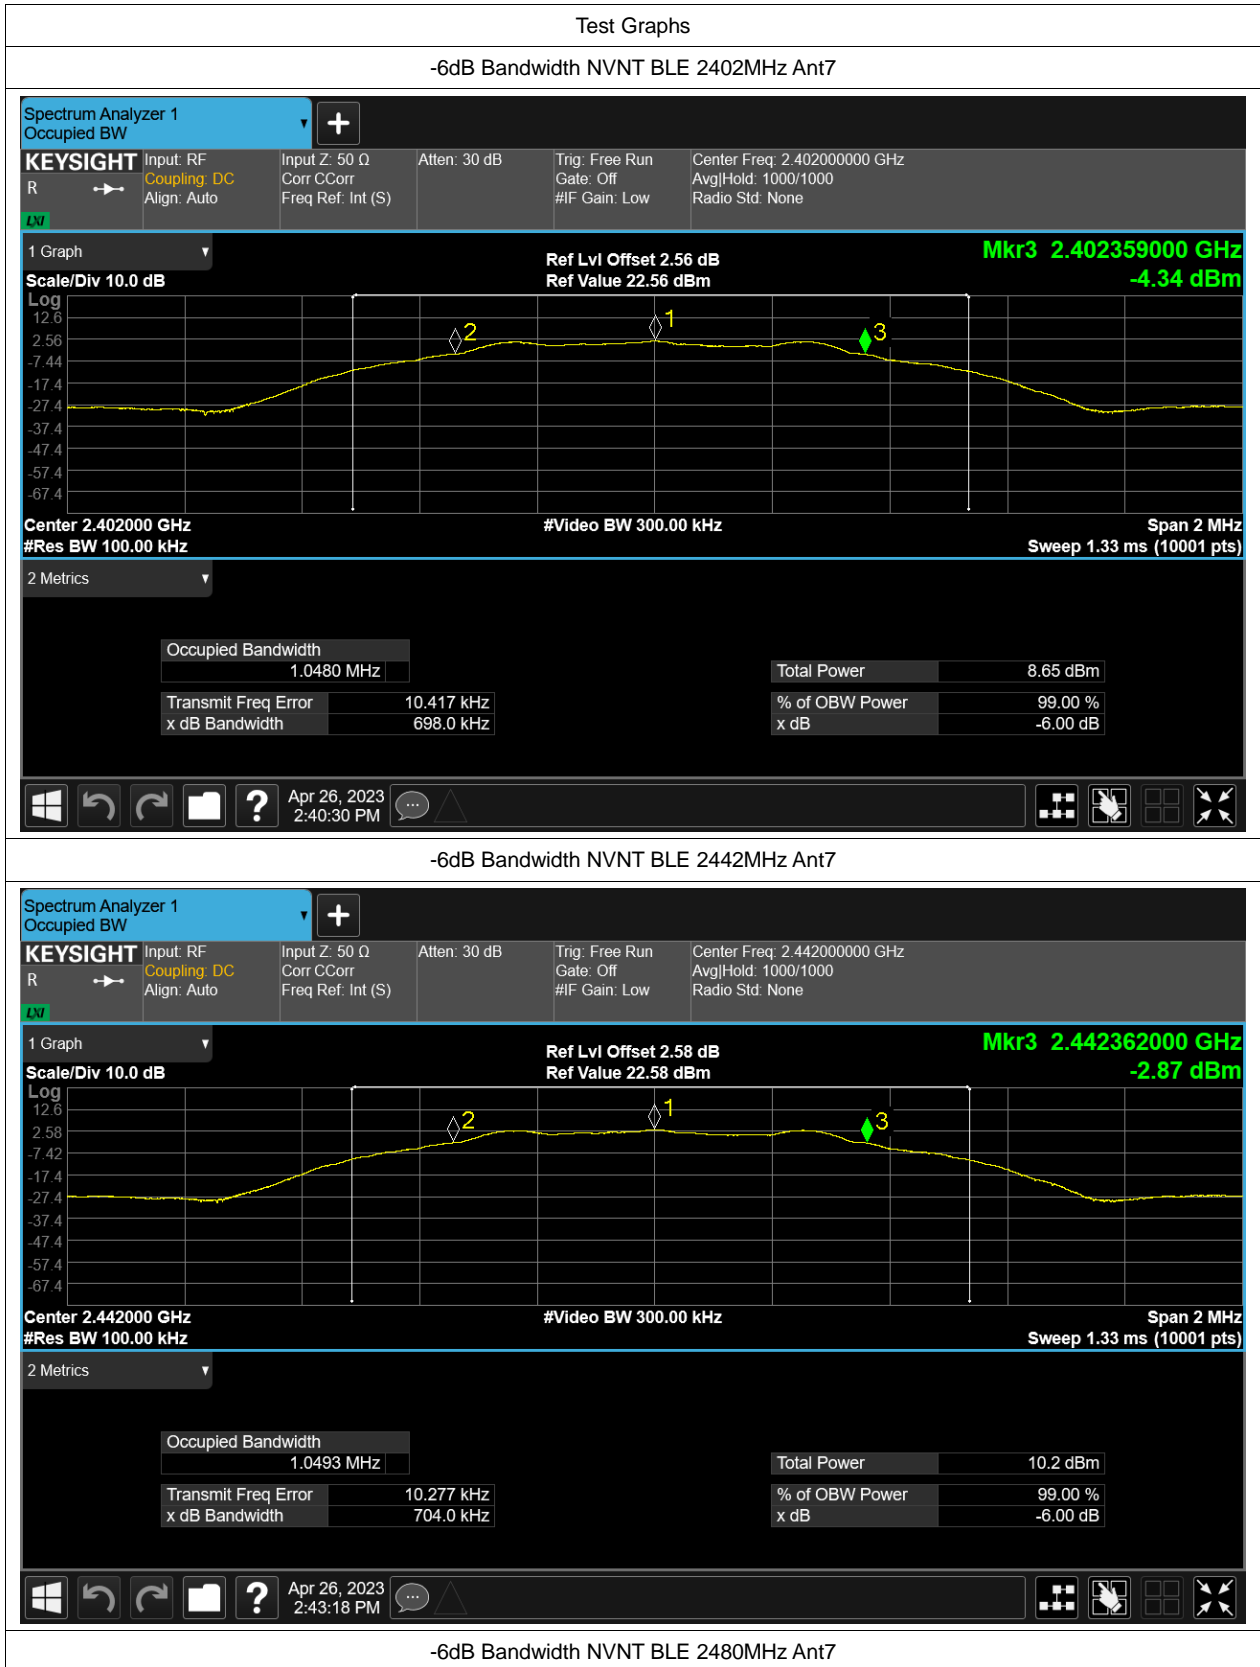 Test Graphs
-6dB Bandwidth NVNT BLE 2402MHz Ant7
Spectrum Analyzer 1
Occupied BW
KEYSIGHT Input: RF Input Z: 50 Ω Atten: 30 dB Trig: Free Run Center Freq: 2.402000000 GHz
R Coupling: DC Corr CCorr Gate: Off Avg|Hold: 1000/1000
Align: Auto Freq Ref: Int (S) #IF Gain: Low Radio Std: None
LXI
1 Graph
Ref Lvl Offset 2.56 dB Mkr3 2.402359000 GHz
Scale/Div 10.0 dB Ref Value 22.56 dBm -4.34 dBm
Log
12.6
2.56
-7.44
-17.4
-27.4
-37.4
-47.4
-57.4
-67.4
2 1 3
Center 2.402000 GHz #Video BW 300.00 kHz Span 2 MHz
#Res BW 100.00 kHz Sweep 1.33 ms (10001 pts)
2 Metrics
Occupied Bandwidth
1.0480 MHz Total Power 8.65 dBm
Transmit Freq Error 10.417 kHz % of OBW Power 99.00 %
x dB Bandwidth 698.0 kHz x dB -6.00 dB
? Apr 26, 2023
2:40:30 PM
-6dB Bandwidth NVNT BLE 2442MHz Ant7
Spectrum Analyzer 1
Occupied BW
KEYSIGHT Input: RF Input Z: 50 Ω Atten: 30 dB Trig: Free Run Center Freq: 2.442000000 GHz
R Coupling: DC Corr CCorr Gate: Off Avg|Hold: 1000/1000
Align: Auto Freq Ref: Int (S) #IF Gain: Low Radio Std: None
LXI
1 Graph
Ref Lvl Offset 2.58 dB Mkr3 2.442362000 GHz
Scale/Div 10.0 dB Ref Value 22.58 dBm -2.87 dBm
Log
12.6
2.58
-7.42
-17.4
-27.4
-37.4
-47.4
-57.4
-67.4
2 1 3
Center 2.442000 GHz #Video BW 300.00 kHz Span 2 MHz
#Res BW 100.00 kHz Sweep 1.33 ms (10001 pts)
2 Metrics
Occupied Bandwidth
1.0493 MHz Total Power 10.2 dBm
Transmit Freq Error 10.277 kHz % of OBW Power 99.00 %
x dB Bandwidth 704.0 kHz x dB -6.00 dB
? Apr 26, 2023
2:43:18 PM
-6dB Bandwidth NVNT BLE 2480MHz Ant7